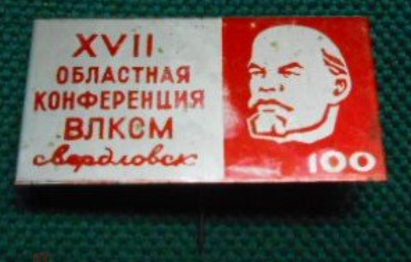 XVII
ОБЛАСТНАЯ
КОНФЕРЕНЦИЯ
ВЛКСМ
свердловск
100